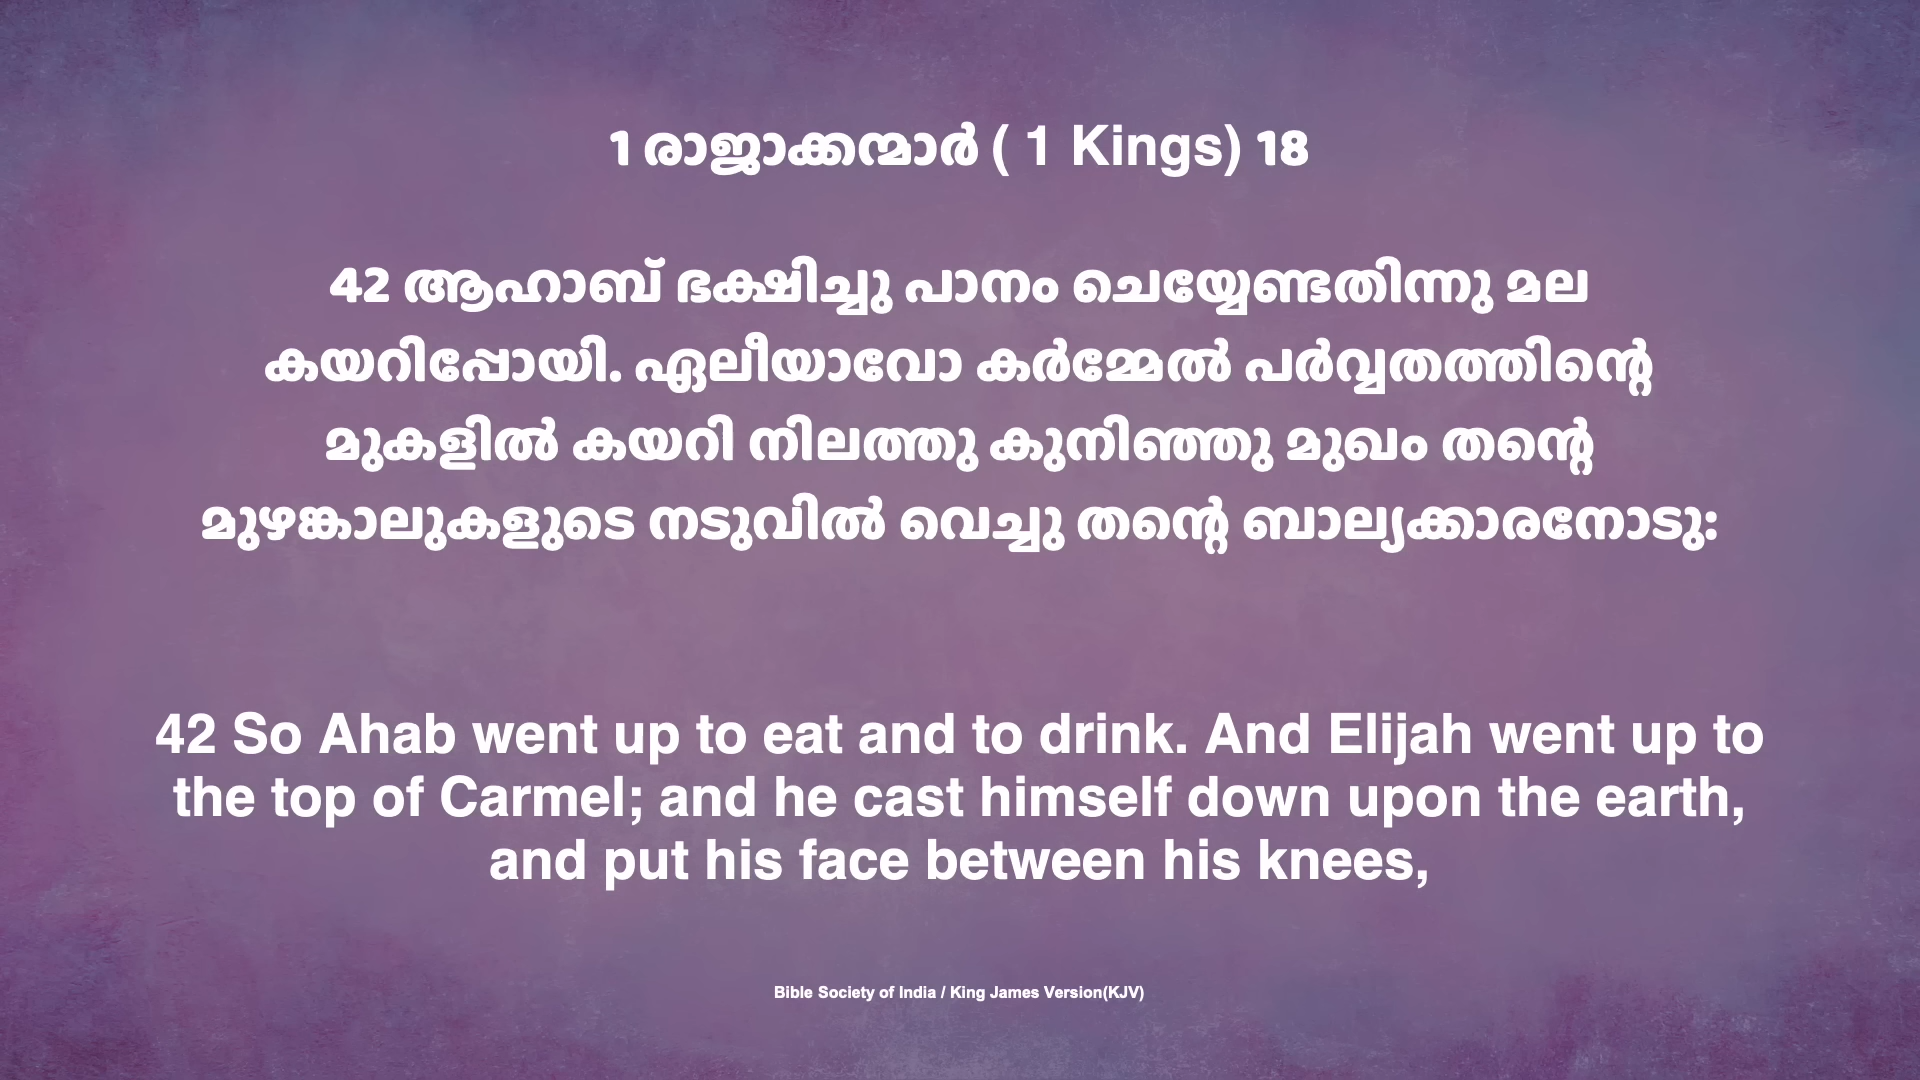 1 രാജാക്കന്മാർ ( 1 Kings) 18
42 ആഹാബ് ഭക്ഷിച്ചു പാനം ചെയ്യേണ്ടതിന്നു മല
കയറിപ്പോയി. ഏലീയാവോ കർമ്മേൽ പർവ്വതത്തിന്റെ
മുകളിൽ കയറി നിലത്തു കുനിഞ്ഞു മുഖം തന്റെ
മുഴങ്കാലുകളുടെ നടുവിൽ വെച്ചു തന്റെ ബാല്യക്കാരനോടു:
42 So Ahab went up to eat and to drink. And Elijah went up to
the top of Carmel; and he cast himself down upon the earth,
and put his face between his knees,
Bible Society of India / King James Version(KJV)